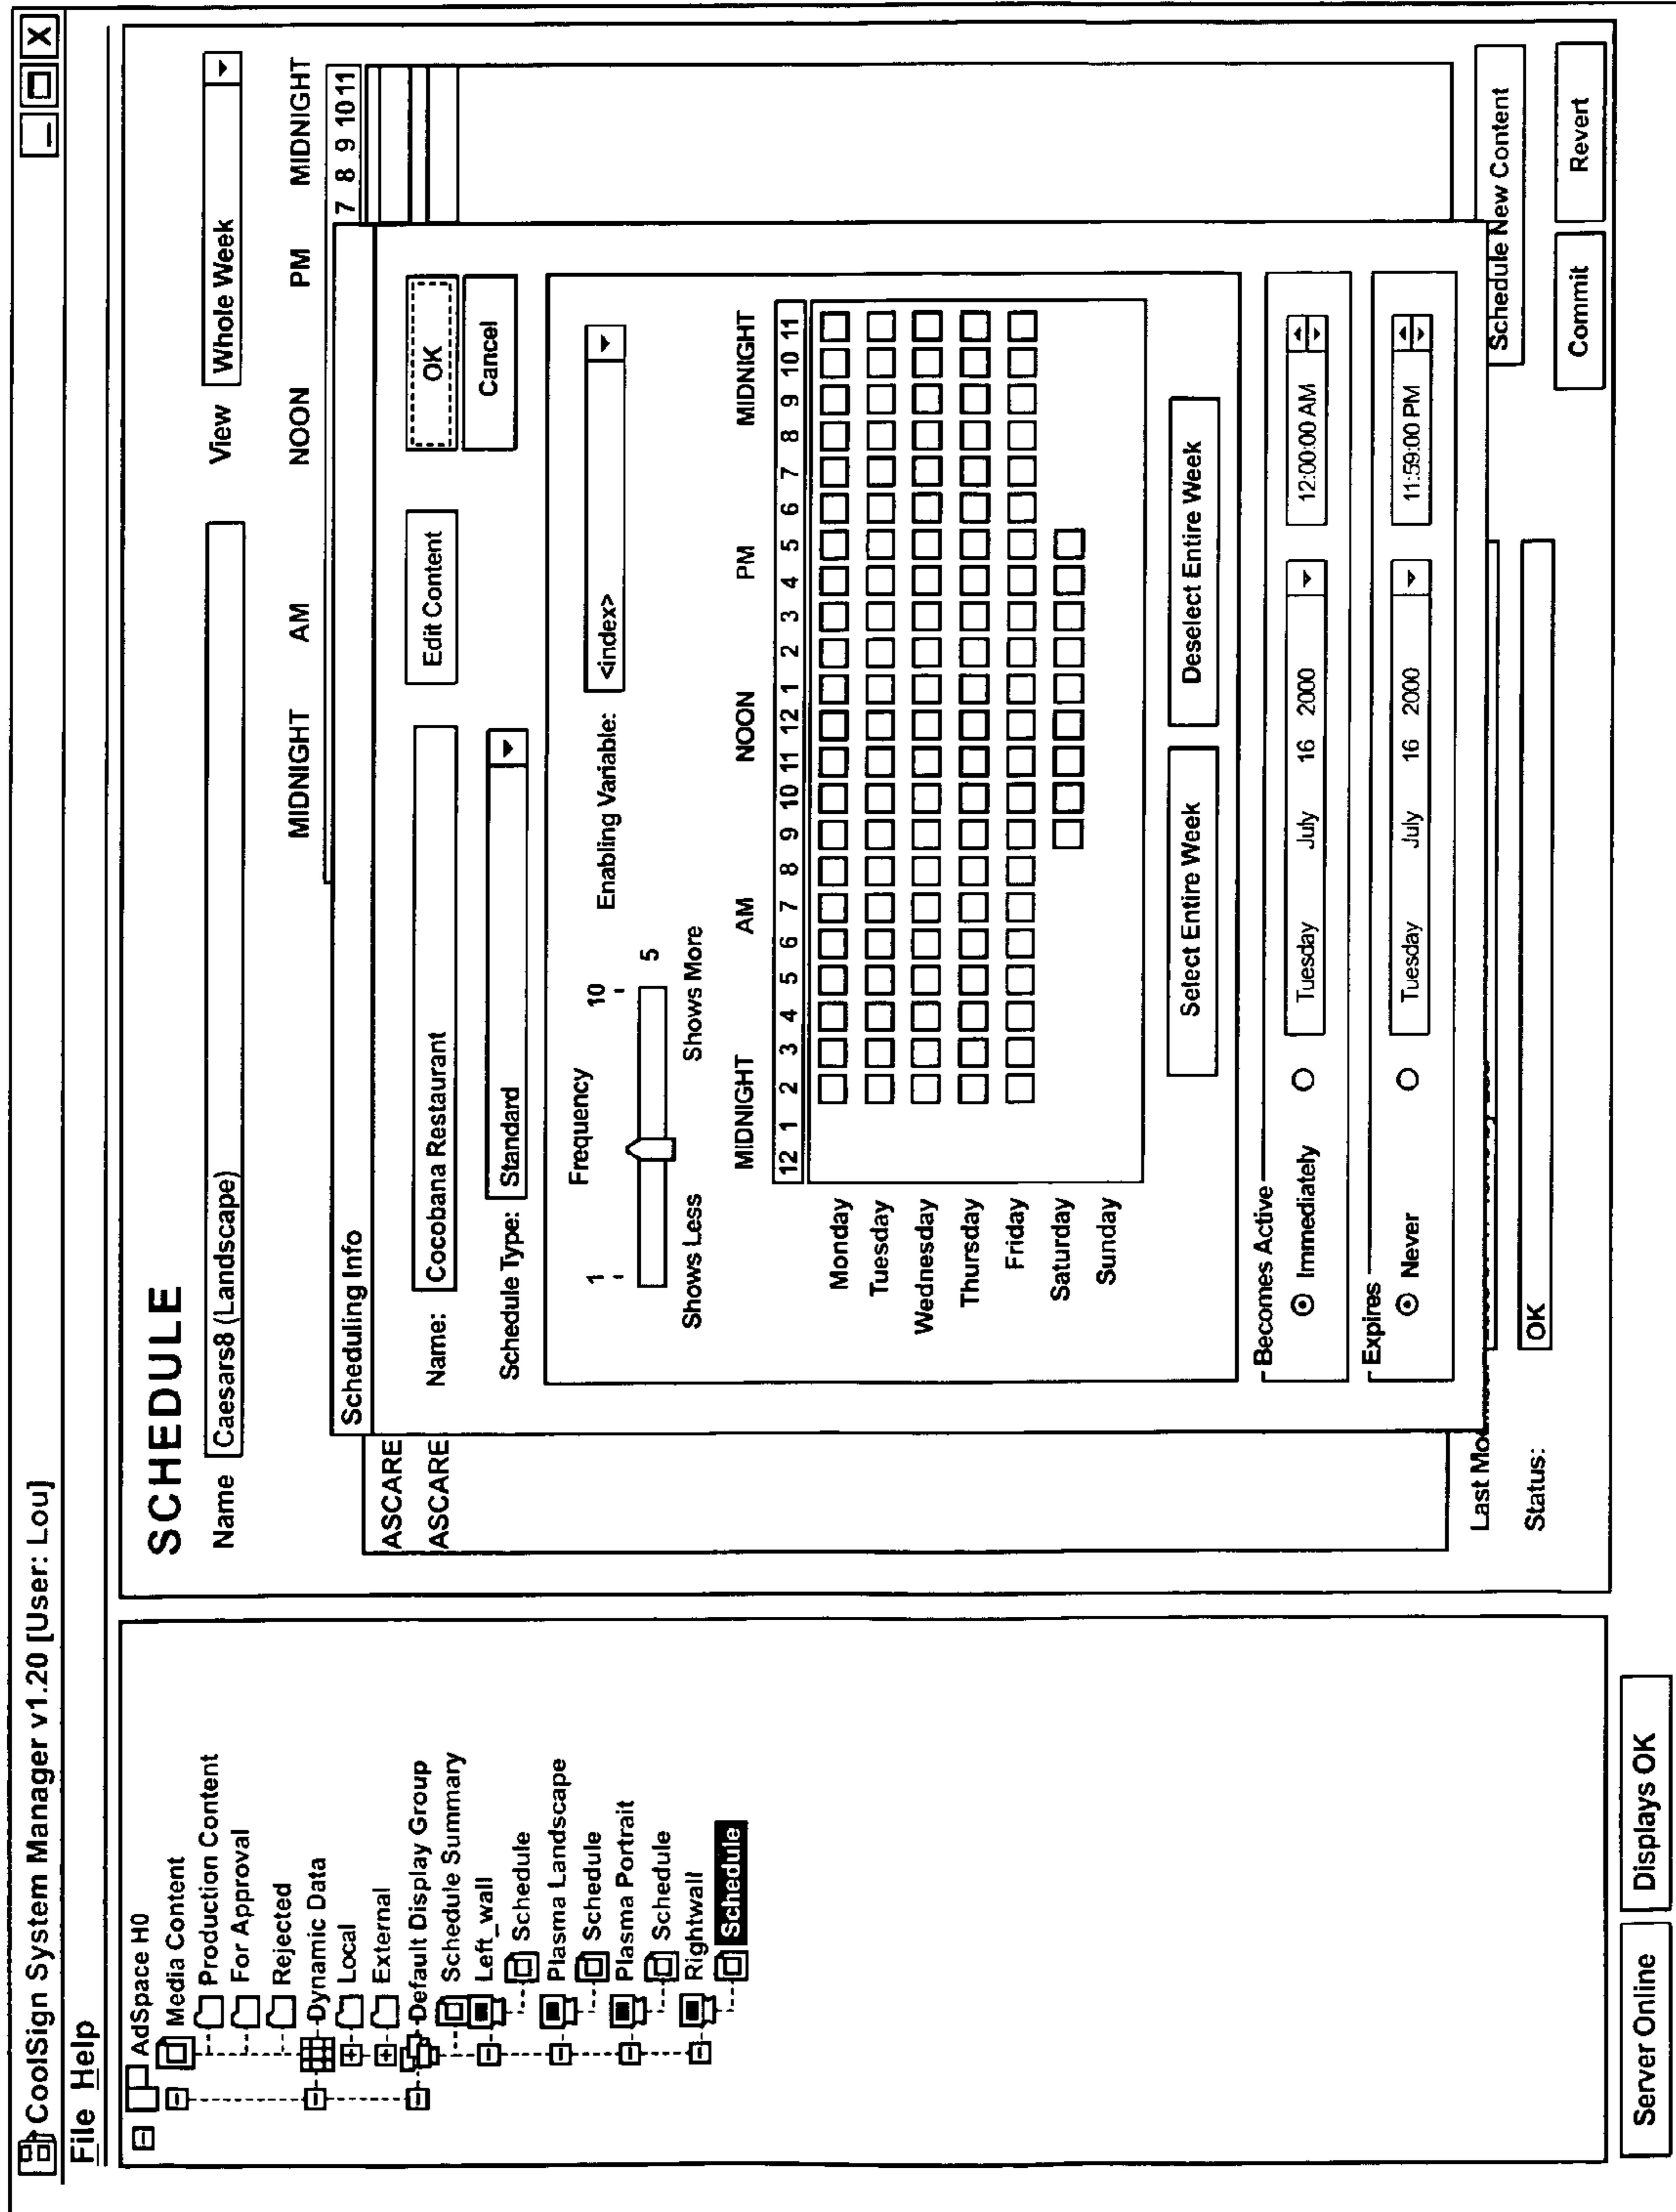 CoolSign System Manager v1.20 [User: Lou]
X
File Help
AdSpace H0
Media Content
Production Content
For Approval
Rejected
Dynamic Data
Local
External
Default Display Group
Schedule Summary
Left_wall
Schedule
Plasma Landscape
Schedule
Plasma Portrait
Schedule
Rightwall
Schedule
Server Online
Displays OK
SCHEDULE
Name Caesars8 (Landscape)
View Whole Week
MIDNIGHT AM NOON PM MIDNIGHT
7 8 9 10 11
ASCARE
ASCARE
Scheduling Info
Name: Cocobana Restaurant
Edit Content
OK
Cancel
Schedule Type: Standard
Frequency
1 10
5
Shows Less Shows More
Enabling Variable: <index>
MIDNIGHT AM NOON PM MIDNIGHT
12 1 2 3 4 5 6 7 8 9 10 11 12 1 2 3 4 5 6 7 8 9 10 11
Monday
Tuesday
Wednesday
Thursday
Friday
Saturday
Sunday
Select Entire Week
Deselect Entire Week
Becomes Active
Immediately
Tuesday July 16 2000
12:00:00 AM
Expires
Never
Tuesday July 16 2000
11:59:00 PM
Last Mod
Schedule New Content
Status: OK
Commit
Revert